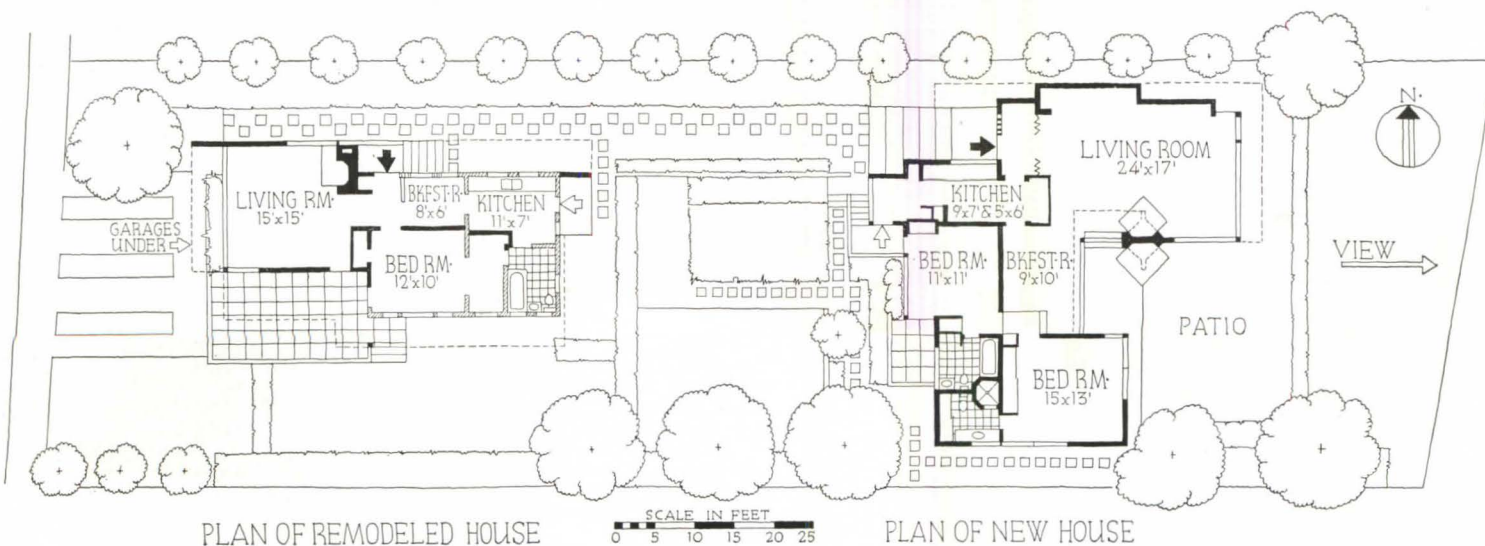 GARAGES
UNDER
LIVING RM.
15'x15'
BKFST·R·
8'x6'
KITCHEN
11'x7'
BED RM·
12'x10'
KITCHEN
9'x7' & 5'x6'
LIVING ROOM
24'x17'
N·
BED RM·
11'x11'
BKFST·R·
9'x10'
VIEW
PATIO
BED RM·
15'x13'
PLAN OF REMODELED HOUSE
SCALE IN FEET
0 5 10 15 20 25
PLAN OF NEW HOUSE